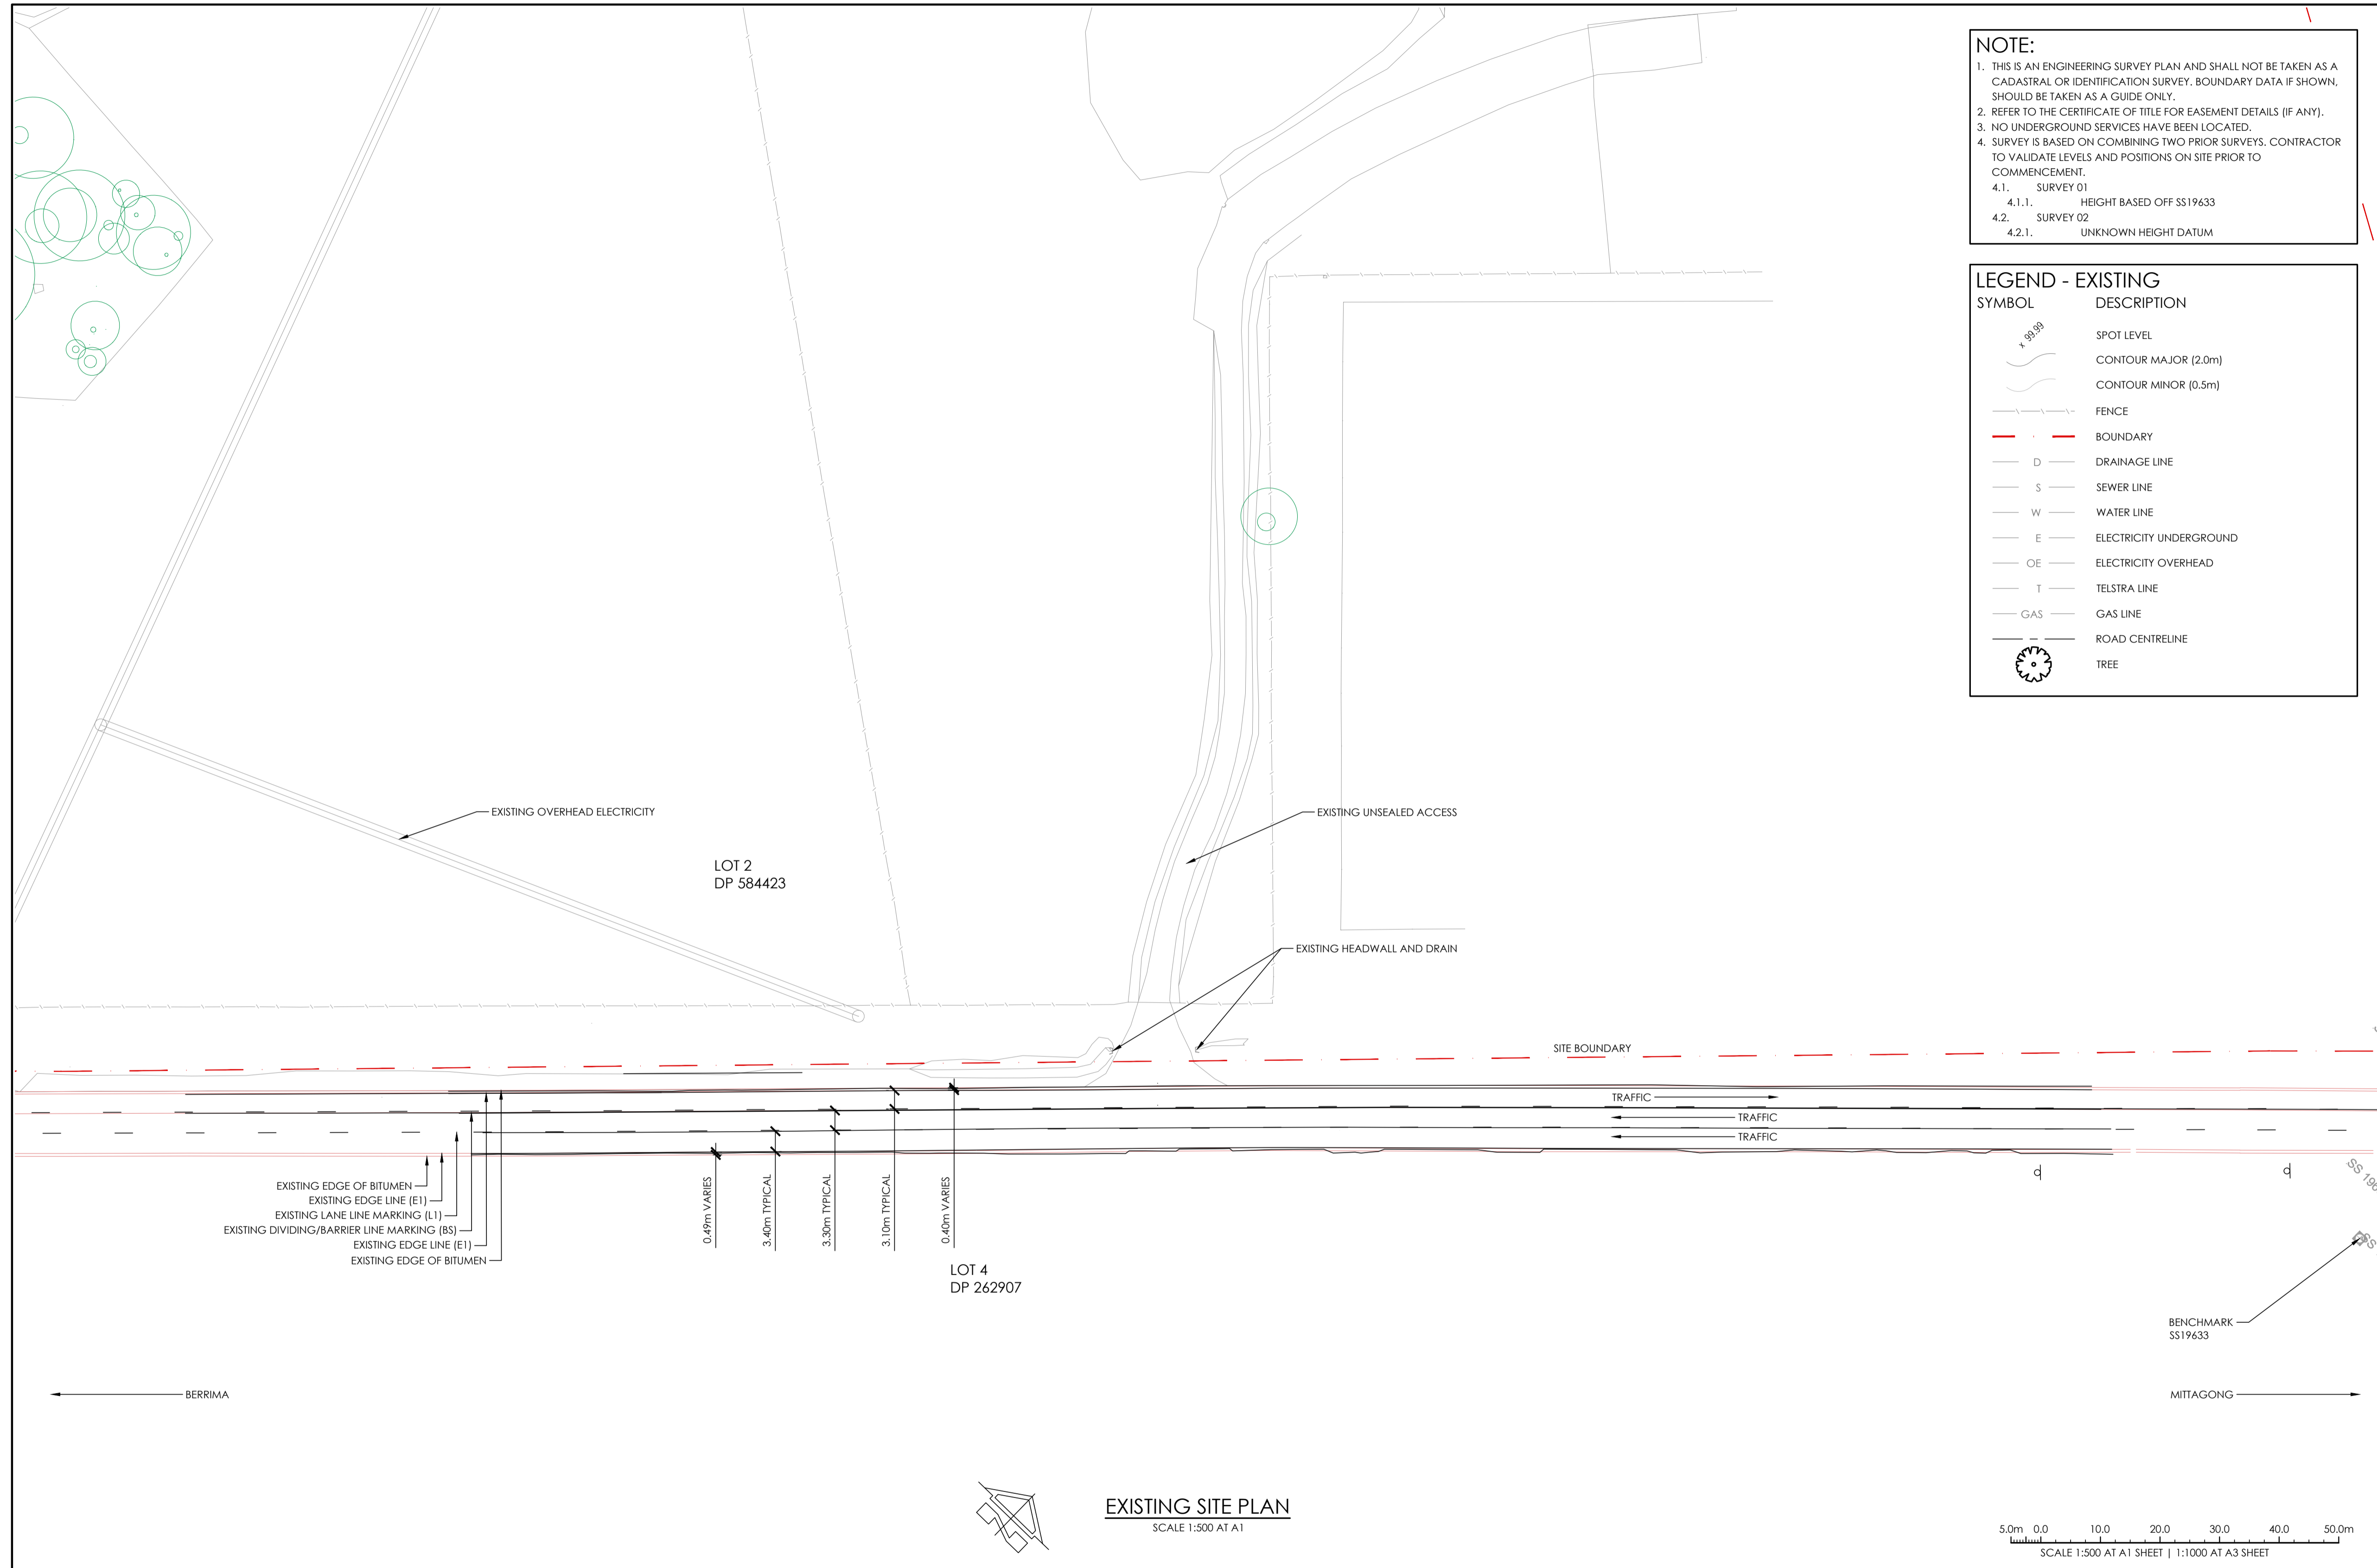 NOTE:
1. THIS IS AN ENGINEERING SURVEY PLAN AND SHALL NOT BE TAKEN AS A
CADASTRAL OR IDENTIFICATION SURVEY. BOUNDARY DATA IF SHOWN,
SHOULD BE TAKEN AS A GUIDE ONLY.
2. REFER TO THE CERTIFICATE OF TITLE FOR EASEMENT DETAILS (IF ANY).
3. NO UNDERGROUND SERVICES HAVE BEEN LOCATED.
4. SURVEY IS BASED ON COMBINING TWO PRIOR SURVEYS. CONTRACTOR
TO VALIDATE LEVELS AND POSITIONS ON SITE PRIOR TO
COMMENCEMENT.
4.1. SURVEY 01
4.1.1. HEIGHT BASED OFF SS19633
4.2. SURVEY 02
4.2.1. UNKNOWN HEIGHT DATUM
LEGEND - EXISTING
SYMBOL DESCRIPTION
x 99.99 SPOT LEVEL
CONTOUR MAJOR (2.0m)
CONTOUR MINOR (0.5m)
FENCE
BOUNDARY
D DRAINAGE LINE
S SEWER LINE
W WATER LINE
E ELECTRICITY UNDERGROUND
OE ELECTRICITY OVERHEAD
T TELSTRA LINE
GAS GAS LINE
ROAD CENTRELINE
TREE
EXISTING OVERHEAD ELECTRICITY
EXISTING UNSEALED ACCESS
LOT 2
DP 584423
EXISTING HEADWALL AND DRAIN
SITE BOUNDARY
TRAFFIC
TRAFFIC
TRAFFIC
EXISTING EDGE OF BITUMEN
EXISTING EDGE LINE (E1)
EXISTING LANE LINE MARKING (L1)
EXISTING DIVIDING/BARRIER LINE MARKING (BS)
EXISTING EDGE LINE (E1)
EXISTING EDGE OF BITUMEN
0.49m VARIES
3.40m TYPICAL
3.30m TYPICAL
3.10m TYPICAL
0.40m VARIES
LOT 4
DP 262907
SS 196
SS
BENCHMARK
SS19633
BERRIMA
MITTAGONG
EXISTING SITE PLAN
SCALE 1:500 AT A1
5.0m 0.0 10.0 20.0 30.0 40.0 50.0m
SCALE 1:500 AT A1 SHEET | 1:1000 AT A3 SHEET